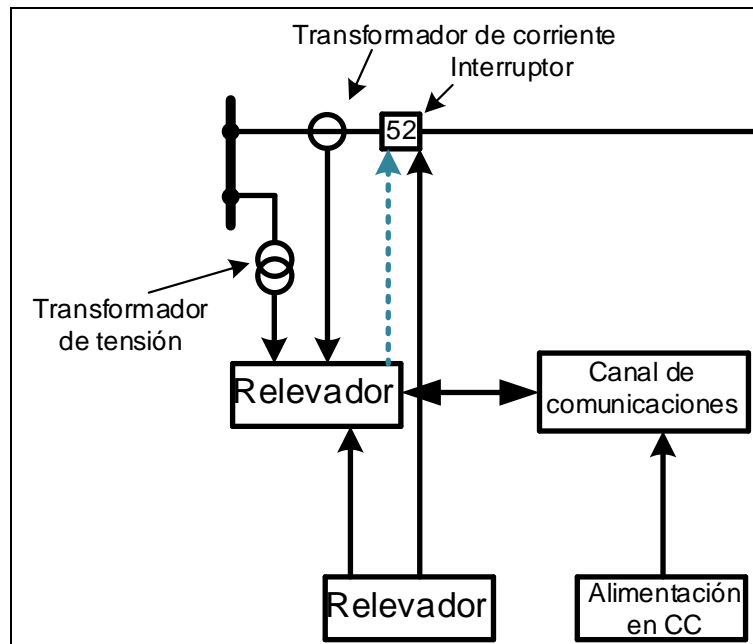 Transformador de corriente
Interruptor
52
Transformador
de tensión
Relevador
Canal de
comunicaciones
Relevador
Alimentación
en CC